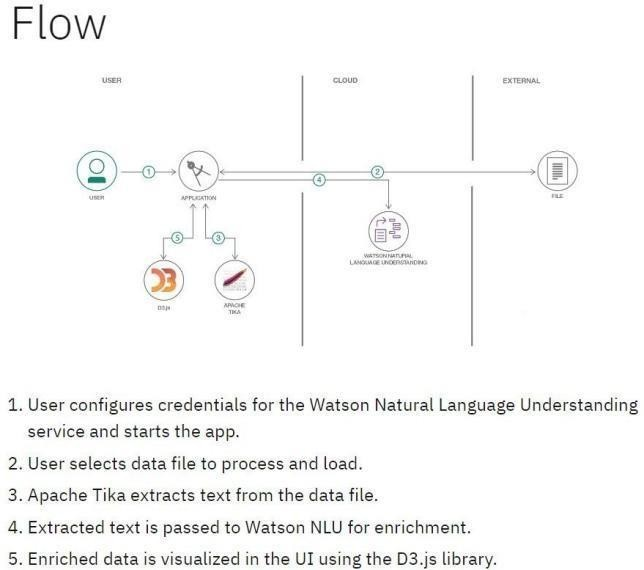 Flow
USER
CLOUD
EXTERNAL
1
2
4
USER
APPLICATION
FILE
5
3
WATSON NATURAL
LANGUAGE UNDERSTANDING
D3
D3.js
APACHE
TIKA
1. User configures credentials for the Watson Natural Language Understanding
service and starts the app.
2. User selects data file to process and load.
3. Apache Tika extracts text from the data file.
4. Extracted text is passed to Watson NLU for enrichment.
5. Enriched data is visualized in the UI using the D3.js library.